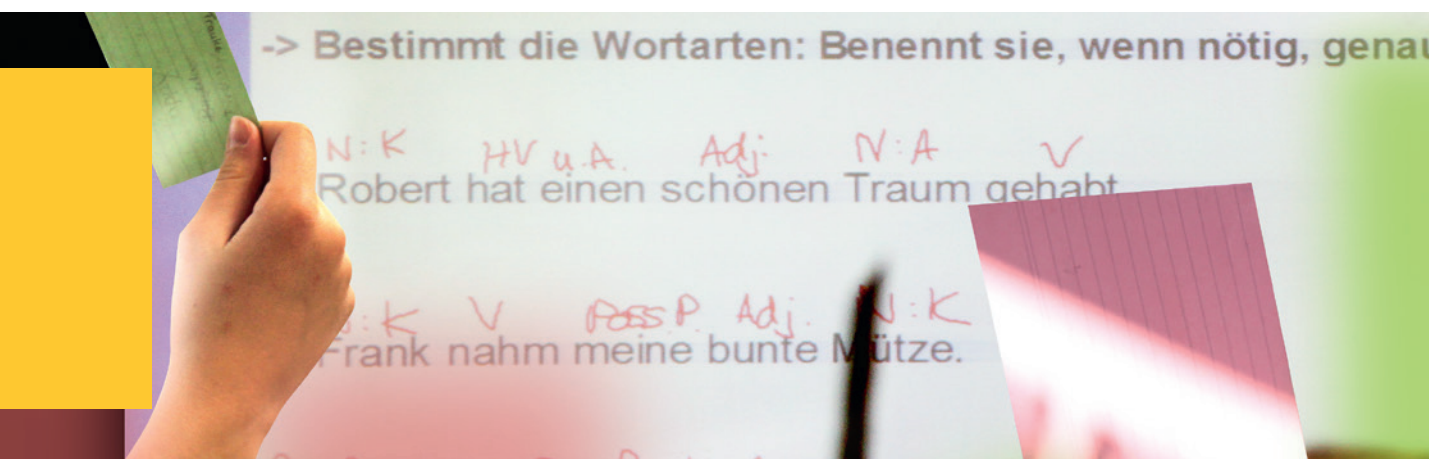 -> Bestimmt die Wortarten: Benennt sie, wenn nötig, genau
N:K HV u.A. Adj. N:A V
Robert hat einen schönen Traum gehabt
N:K V Poss P. Adj. N:K
Frank nahm meine bunte Mütze.